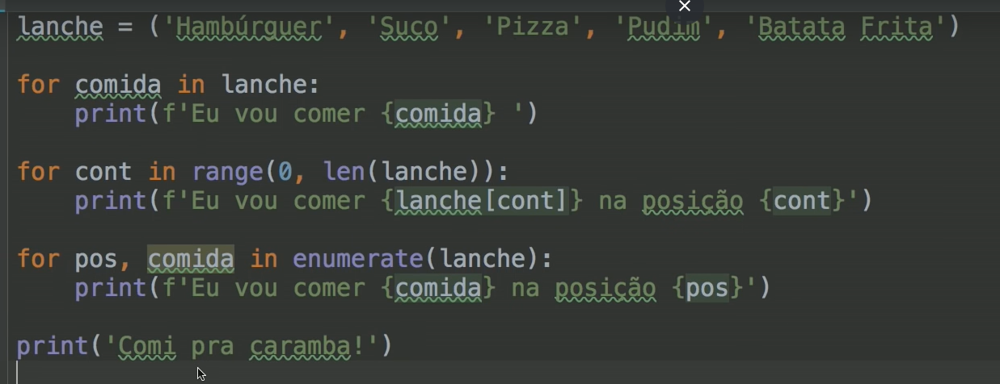 lanche = ('Hambúrguer', 'Suco', 'Pizza', 'Pudim', 'Batata Frita')
for comida in lanche:
    print(f'Eu vou comer {comida} ')
for cont in range(0, len(lanche)):
    print(f'Eu vou comer {lanche[cont]} na posição {cont}')
for pos, comida in enumerate(lanche):
    print(f'Eu vou comer {comida} na posição {pos}')
print('Comi pra caramba!')